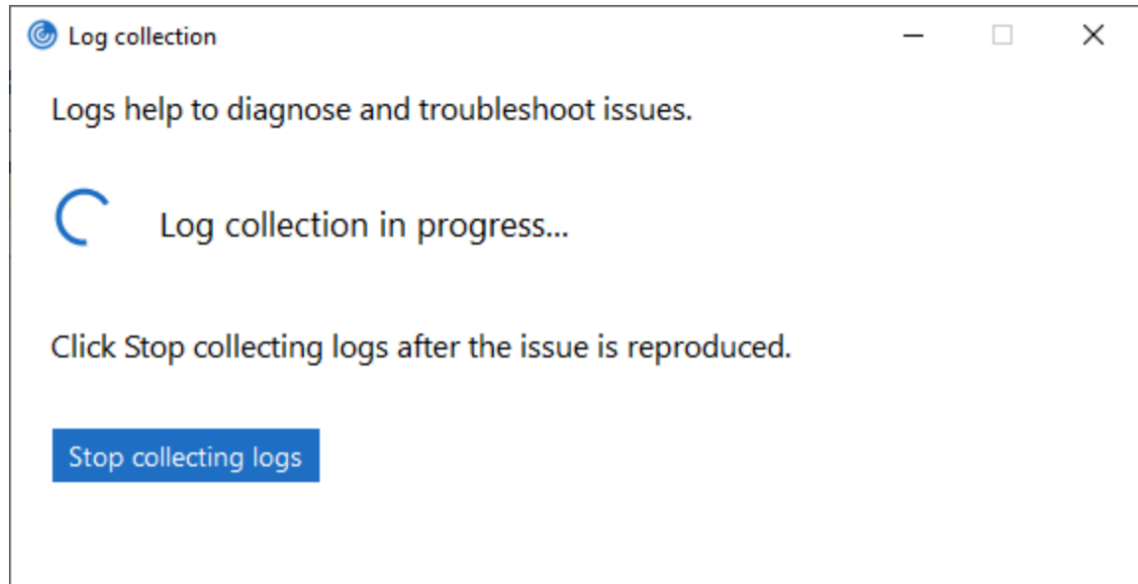 Log collection
Logs help to diagnose and troubleshoot issues.
Log collection in progress...
Click Stop collecting logs after the issue is reproduced.
Stop collecting logs